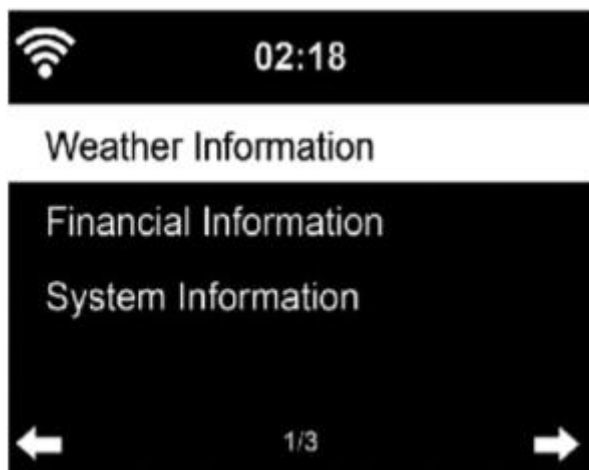 02:18
Weather Information
Financial Information
System Information
1/3